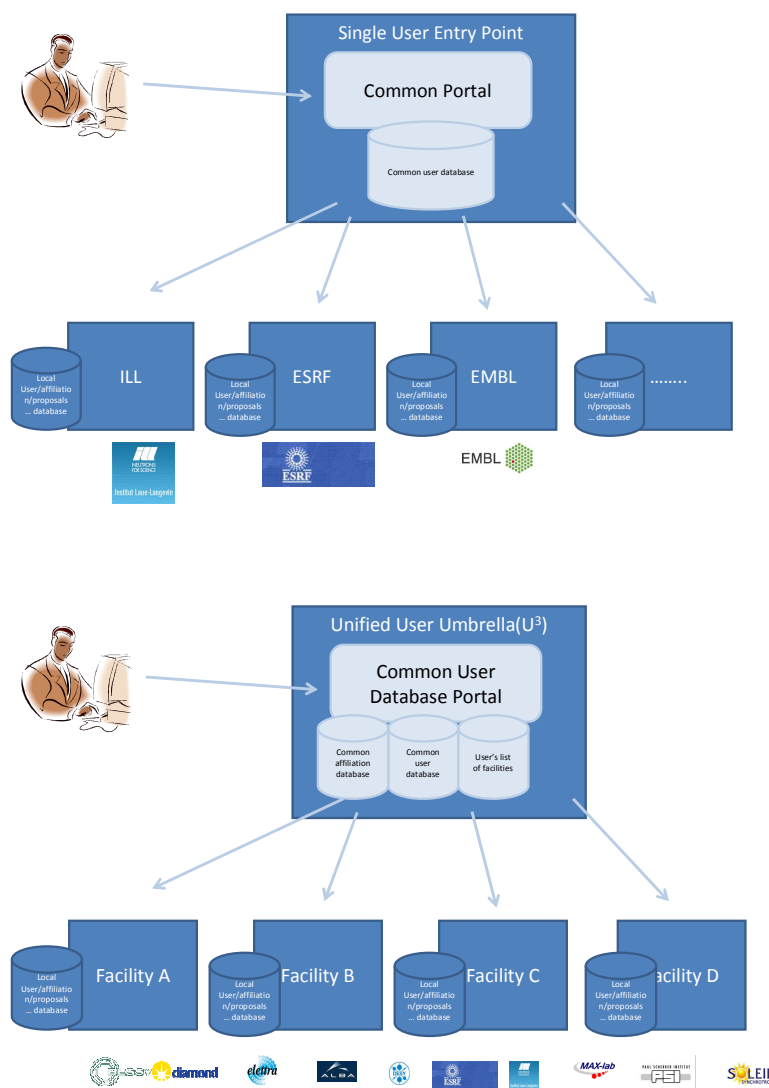 Single User Entry Point
Common Portal
Common user database
ILL
Local
User/affiliatio
n/proposals
... database
ESRF
Local
User/affiliatio
n/proposals
... database
EMBL
Local
User/affiliatio
n/proposals
... database
……..
Local
User/affiliatio
n/proposals
... database
NEUTRONS
FOR SCIENCE
Institut Laue-Langevin
ESRF
EMBL
Unified User Umbrella(U³)
Common User
Database Portal
Common
affiliation
database
Common
user
database
User's list
of facilities
Facility A
Local
User/affiliatio
n/proposals
... database
Facility B
Local
User/affiliatio
n/proposals
... database
Facility C
Local
User/affiliatio
n/proposals
... database
acility D
Local
User/affiliatio
n/proposals
... database
diamond
elettra
ALBA
DESY
ESRF
MAX-lab
PAUL SCHERRER INSTITUT
PSI
SOLEI
SYNCHROTRO